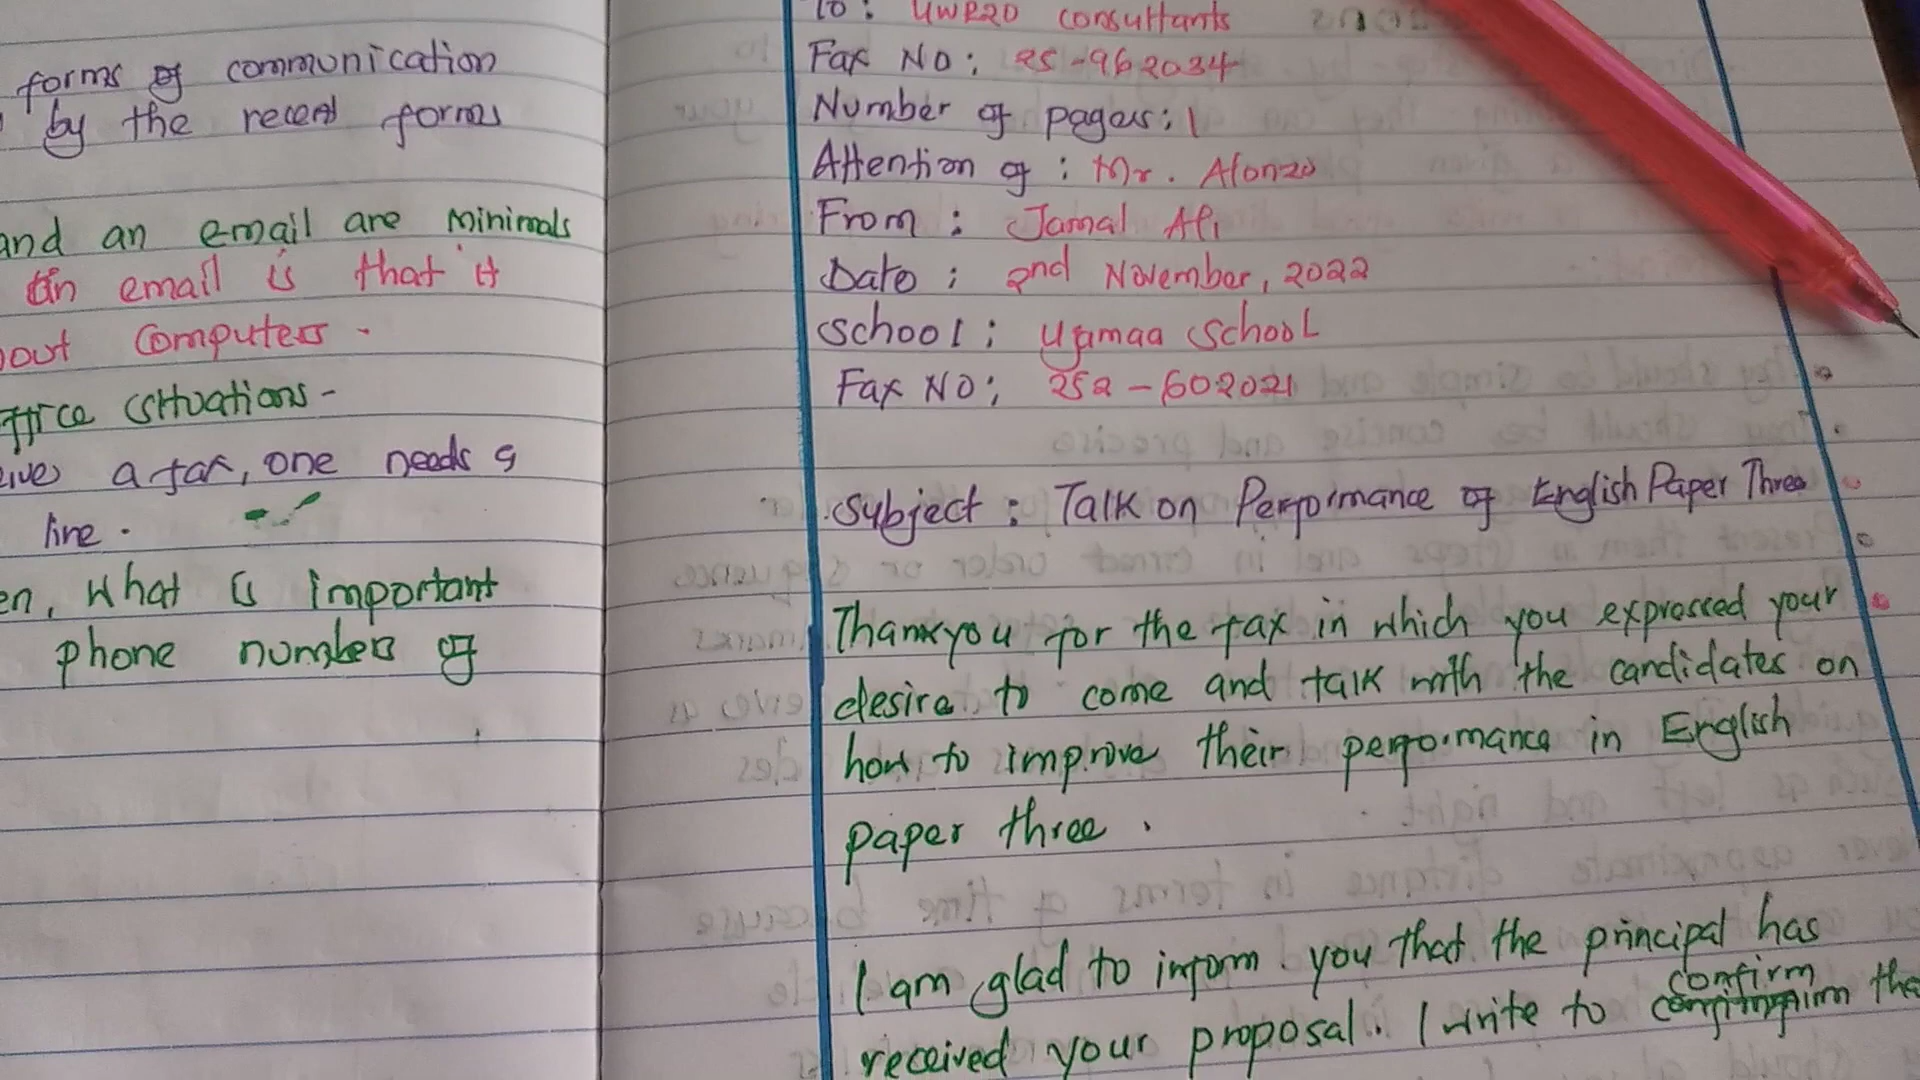 forms of communication
by the recent forms
and an email are minimals
an email is that it
out computers.
ffice situations-
eives a fax, one needs a
line.
en, what is important
phone numbers of
To: UWEZO consultants
Fax NO: 25-962034
Number of pages: 1
Attention of: Mr. Alonzo
From: Jamal Ali
Date: 2nd November, 2022
School: Ujamaa School
Fax NO: 252-602021
Subject: Talk on Performance of English Paper Three
Thankyou for the fax in which you expressed your
desire to come and talk with the candidates on
how to improve their performance in English
paper three.
I am glad to inform you that the principal has
received your proposal. I write to confirm the